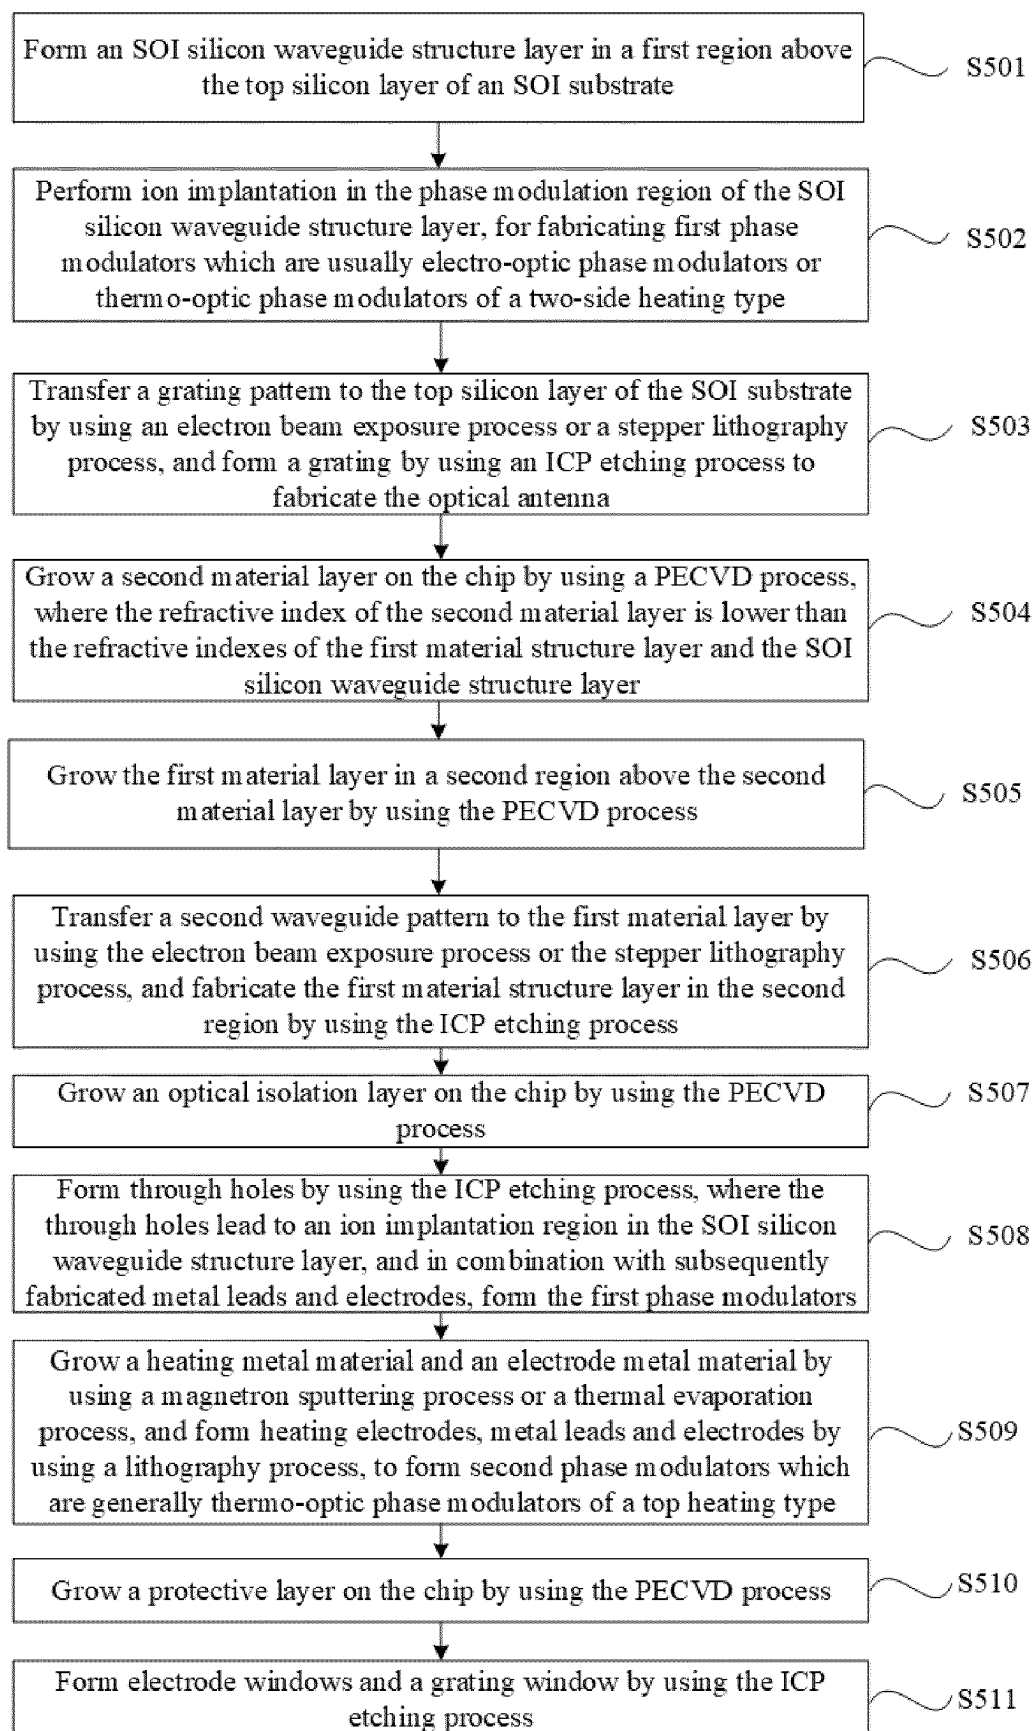 Form an SOI silicon waveguide structure layer in a first region above
the top silicon layer of an SOI substrate
S501
Perform ion implantation in the phase modulation region of the SOI
silicon waveguide structure layer, for fabricating first phase
modulators which are usually electro-optic phase modulators or
thermo-optic phase modulators of a two-side heating type
S502
Transfer a grating pattern to the top silicon layer of the SOI substrate
by using an electron beam exposure process or a stepper lithography
process, and form a grating by using an ICP etching process to
fabricate the optical antenna
S503
Grow a second material layer on the chip by using a PECVD process,
where the refractive index of the second material layer is lower than
the refractive indexes of the first material structure layer and the SOI
silicon waveguide structure layer
S504
Grow the first material layer in a second region above the second
material layer by using the PECVD process
S505
Transfer a second waveguide pattern to the first material layer by
using the electron beam exposure process or the stepper lithography
process, and fabricate the first material structure layer in the second
region by using the ICP etching process
S506
Grow an optical isolation layer on the chip by using the PECVD
process
S507
Form through holes by using the ICP etching process, where the
through holes lead to an ion implantation region in the SOI silicon
waveguide structure layer, and in combination with subsequently
fabricated metal leads and electrodes, form the first phase modulators
S508
Grow a heating metal material and an electrode metal material by
using a magnetron sputtering process or a thermal evaporation
process, and form heating electrodes, metal leads and electrodes by
using a lithography process, to form second phase modulators which
are generally thermo-optic phase modulators of a top heating type
S509
Grow a protective layer on the chip by using the PECVD process
S510
Form electrode windows and a grating window by using the ICP
etching process
S511